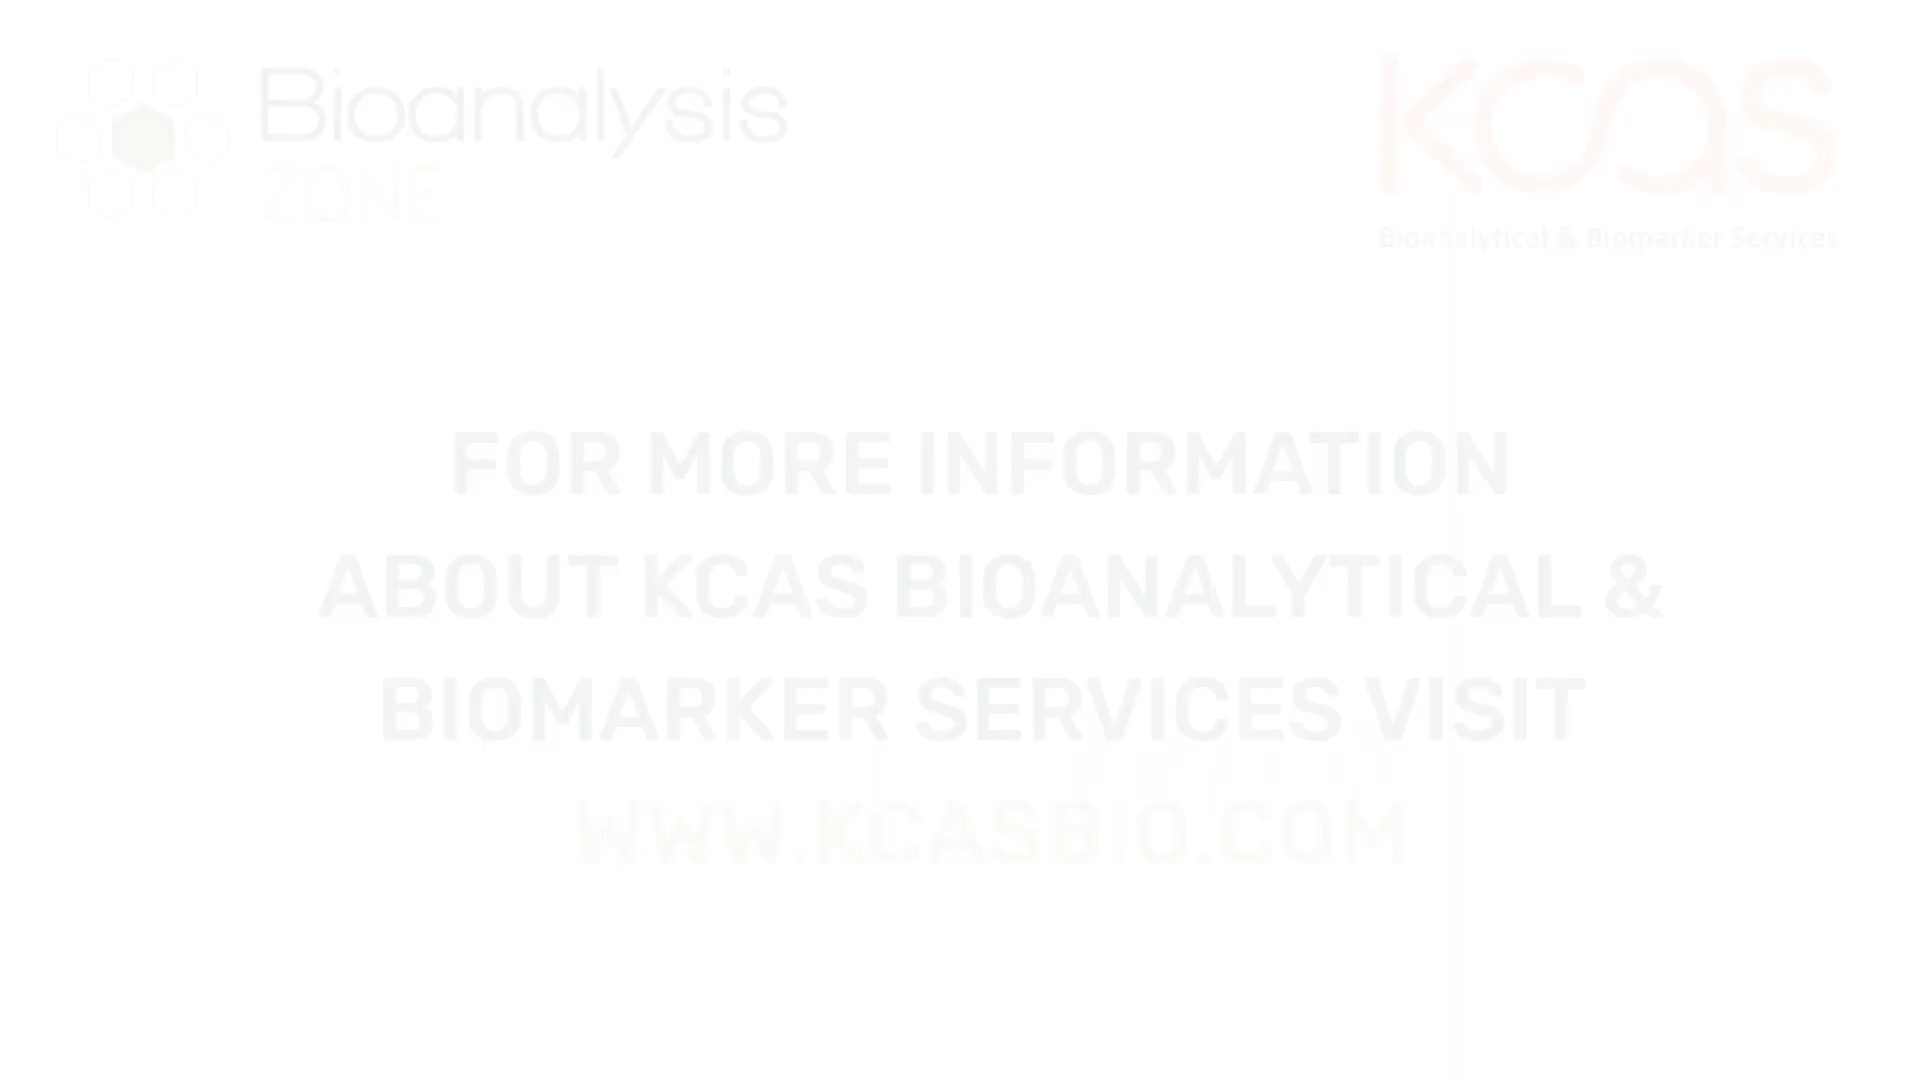 Bioanalysis
ZONE
kcas
Bioanalytical & Biomarker Services
FOR MORE INFORMATION
ABOUT KCAS BIOANALYTICAL &
BIOMARKER SERVICES VISIT
WWW.KCASBIO.COM